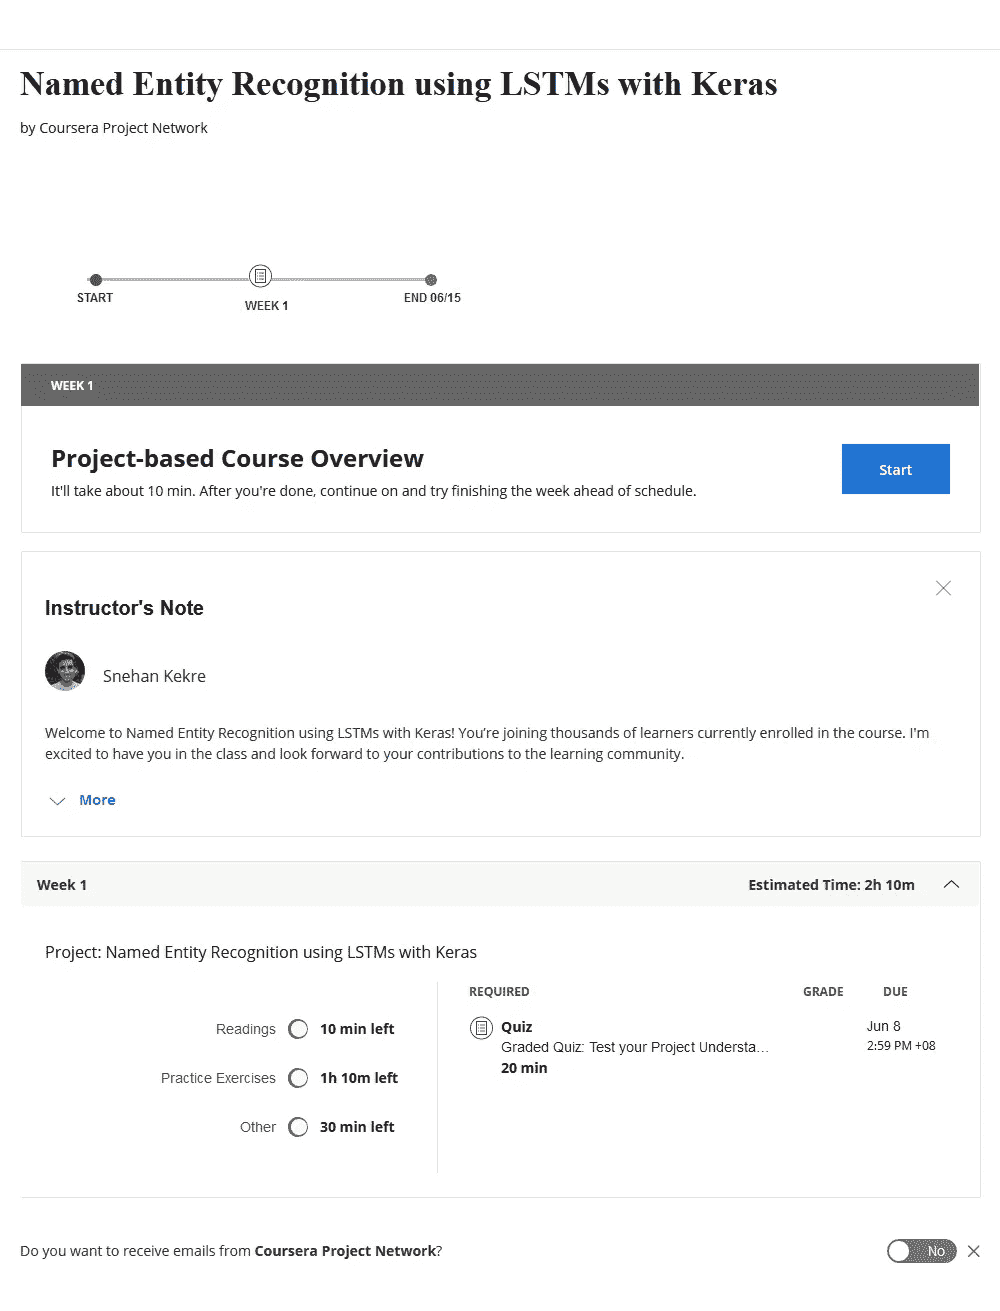 Named Entity Recognition using LSTMs with Keras
by Coursera Project Network
START
WEEK 1
END 06/15
WEEK 1
Project-based Course Overview
It'll take about 10 min. After you're done, continue on and try finishing the week ahead of schedule.
Start
Instructor's Note
Snehan Kekre
Welcome to Named Entity Recognition using LSTMs with Keras! You’re joining thousands of learners currently enrolled in the course. I'm
excited to have you in the class and look forward to your contributions to the learning community.
More
Week 1
Estimated Time: 2h 10m
Project: Named Entity Recognition using LSTMs with Keras
Readings 10 min left
Practice Exercises 1h 10m left
Other 30 min left
REQUIRED GRADE DUE
Quiz Jun 8
Graded Quiz: Test your Project Understa... 2:59 PM +08
20 min
Do you want to receive emails from Coursera Project Network?
No